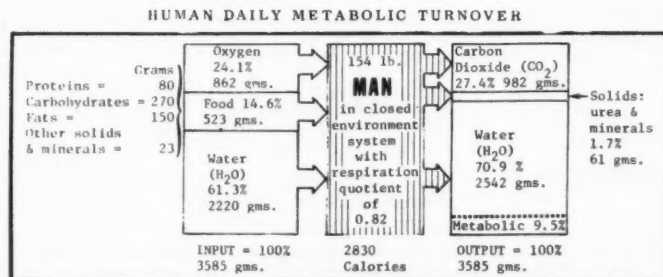 HUMAN DAILY METABOLIC TURNOVER
Grams
Proteins = 80
Carbohydrates = 270
Fats = 150
Other solids
& minerals = 23
Oxygen
24.1%
862 gms.
Food 14.6%
523 gms.
Water
(H2O)
61.3%
2220 gms.
INPUT = 100%
3585 gms.
154 lb.
MAN
in closed
environment
system
with
respiration
quotient
of
0.82
2830
Calories
Carbon
Dioxide (CO2)
27.4% 982 gms.
Water
(H2O)
70.9 %
2542 gms.
Metabolic 9.5%
OUTPUT = 100%
3585 gms.
Solids:
urea &
minerals
1.7%
61 gms.